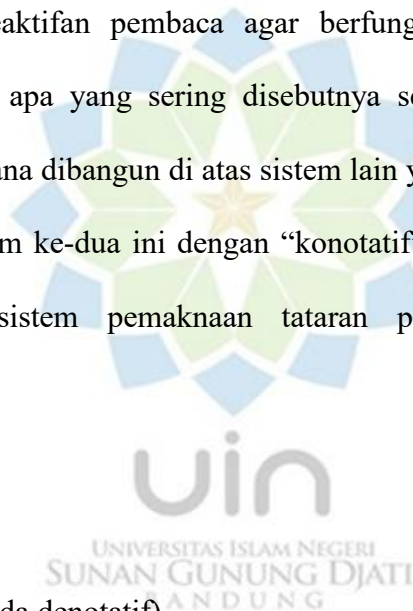 eaktifan pembaca agar berfung
apa yang sering disebutnya se
ana dibangun di atas sistem lain y
m ke-dua ini dengan “konotatif
sistem pemaknaan tataran p
uin
UNIVERSITAS ISLAM NEGERI
SUNAN GUNUNG DJATI
BANDUNG
da denotatif)